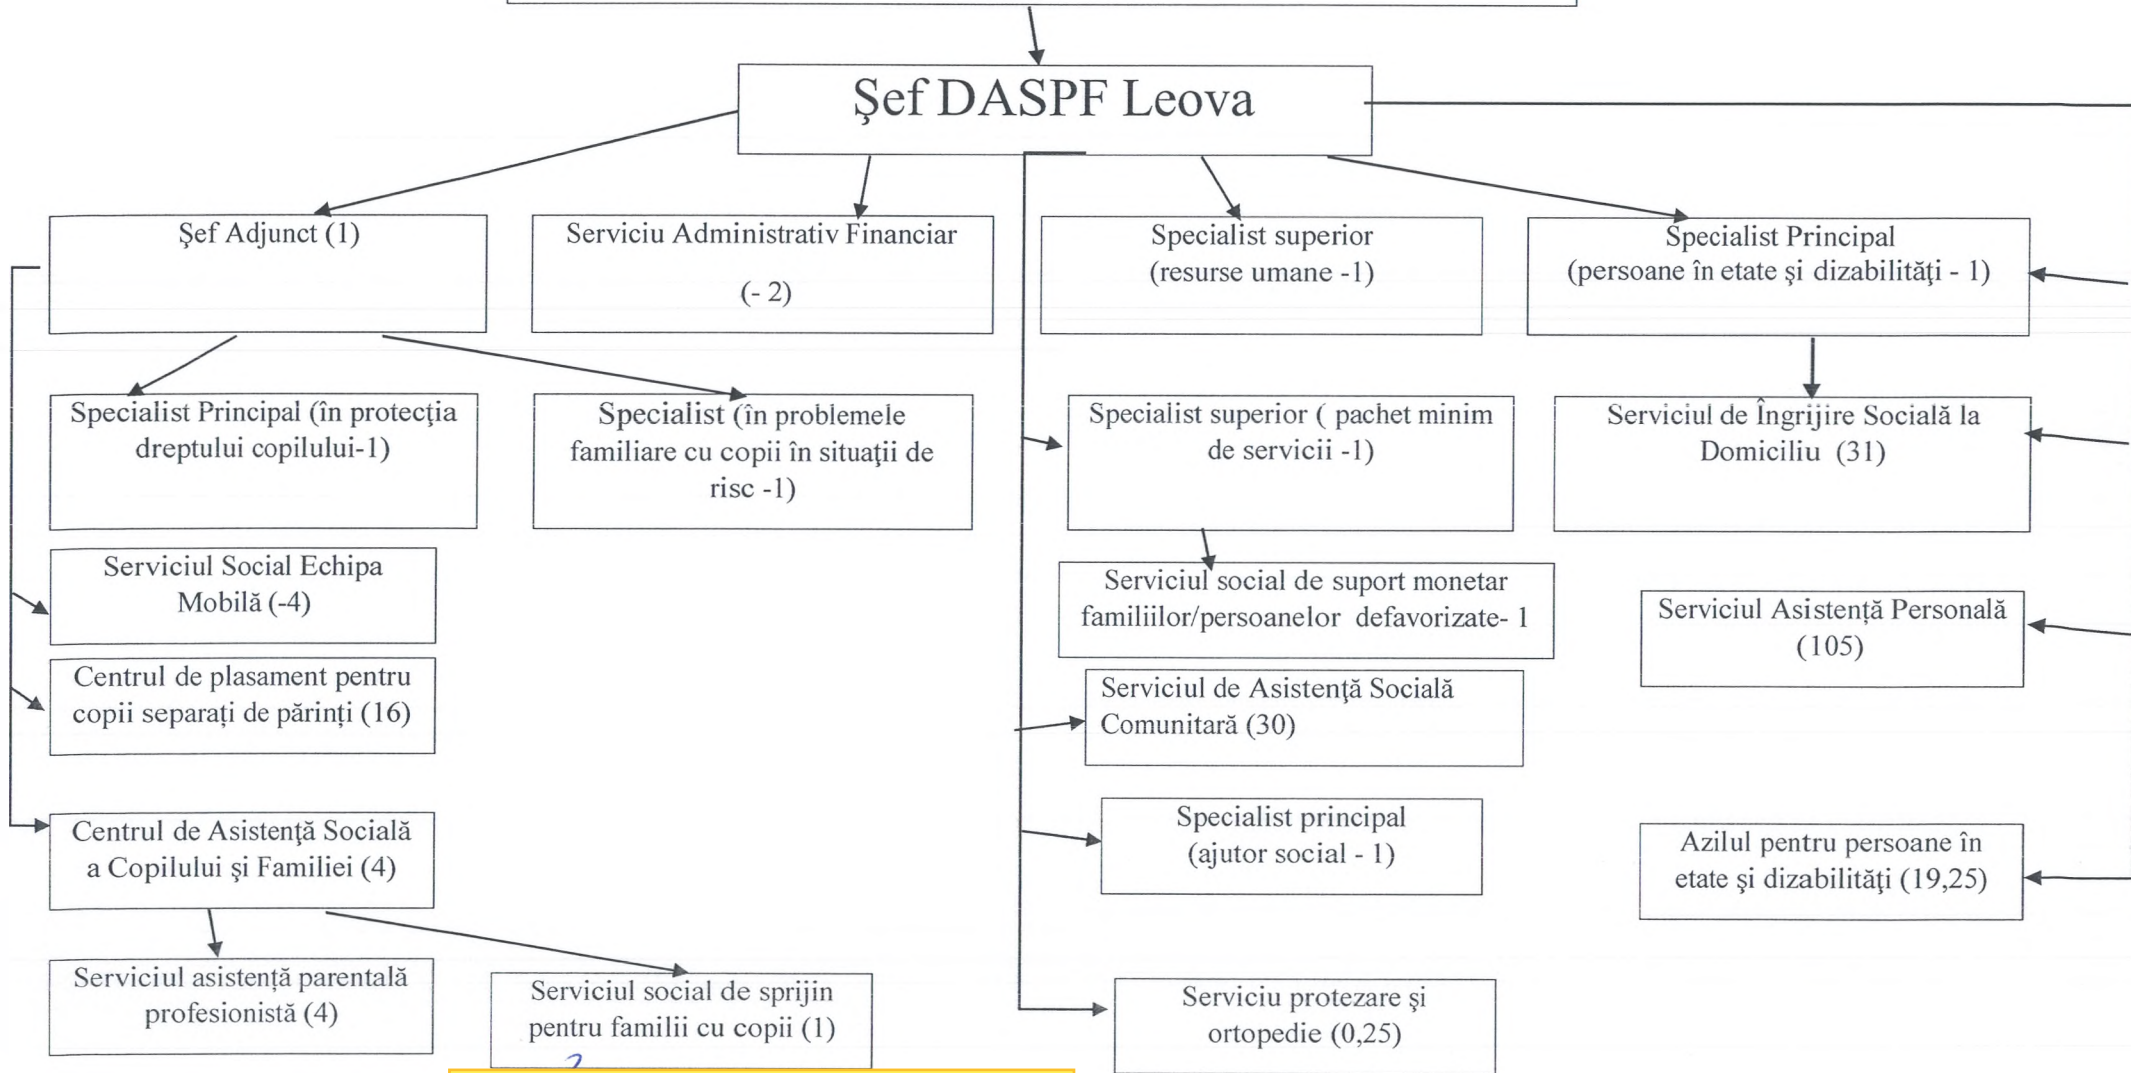 Şef DASPF Leova
Şef Adjunct (1)
Serviciu Administrativ Financiar
(- 2)
Specialist superior
(resurse umane -1)
Specialist Principal
(persoane în etate şi dizabilităţi - 1)
Specialist Principal (în protecţia
dreptului copilului-1)
Specialist (în problemele
familiare cu copii în situaţii de
risc -1)
Specialist superior ( pachet minim
de servicii -1)
Serviciul de Îngrijire Socială la
Domiciliu (31)
Serviciul Social Echipa
Mobilă (-4)
Serviciul social de suport monetar
familiilor/persoanelor defavorizate- 1
Serviciul Asistență Personală
(105)
Centrul de plasament pentru
copii separați de părinți (16)
Serviciul de Asistenţă Socială
Comunitară (30)
Centrul de Asistenţă Socială
a Copilului şi Familiei (4)
Specialist principal
(ajutor social - 1)
Azilul pentru persoane în
etate şi dizabilităţi (19,25)
Serviciul asistență parentală
profesionistă (4)
Serviciul social de sprijin
pentru familii cu copii (1)
Serviciu protezare şi
ortopedie (0,25)